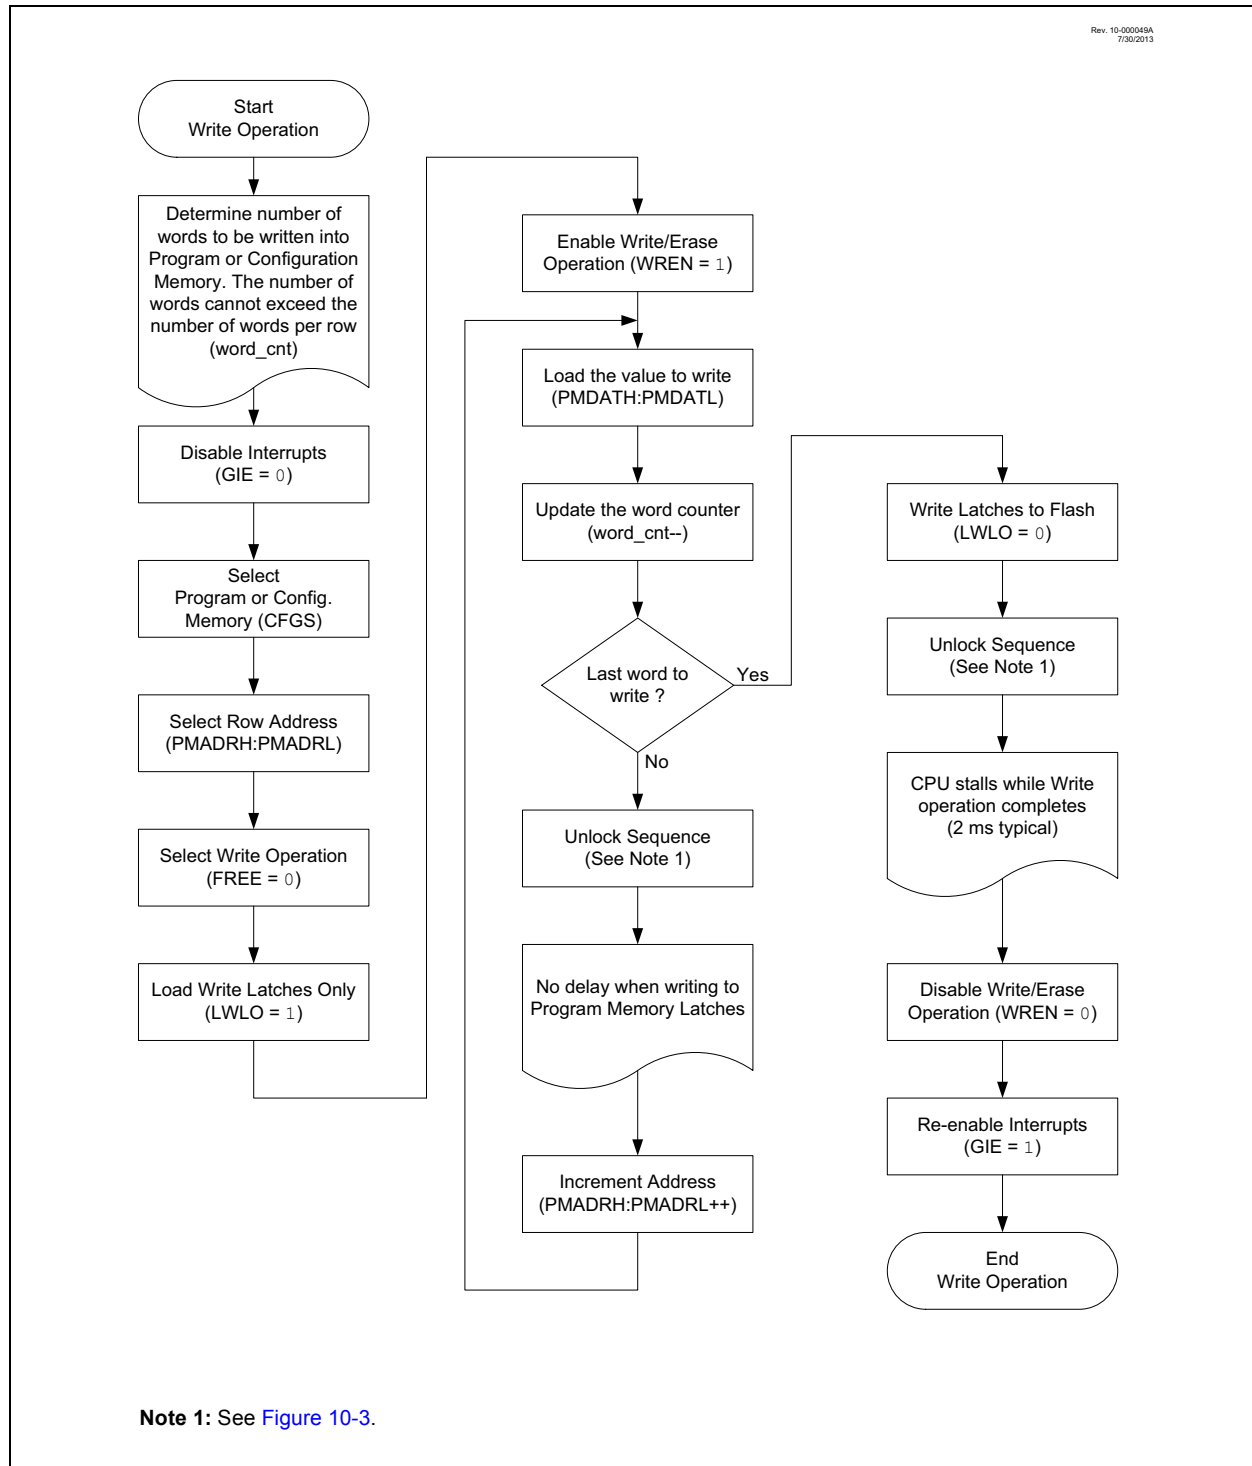 Rev. 10-000049A
7/30/2013
Start
Write Operation
Determine number of
words to be written into
Program or Configuration
Memory. The number of
words cannot exceed the
number of words per row
(word_cnt)
Disable Interrupts
(GIE = 0)
Select
Program or Config.
Memory (CFGS)
Select Row Address
(PMADRH:PMADRL)
Select Write Operation
(FREE = 0)
Load Write Latches Only
(LWLO = 1)
Enable Write/Erase
Operation (WREN = 1)
Load the value to write
(PMDATH:PMDATL)
Update the word counter
(word_cnt--)
Last word to
write ?
Yes
No
Unlock Sequence
(See Note 1)
No delay when writing to
Program Memory Latches
Increment Address
(PMADRH:PMADRL++)
Write Latches to Flash
(LWLO = 0)
Unlock Sequence
(See Note 1)
CPU stalls while Write
operation completes
(2 ms typical)
Disable Write/Erase
Operation (WREN = 0)
Re-enable Interrupts
(GIE = 1)
End
Write Operation
Note 1: See Figure 10-3.